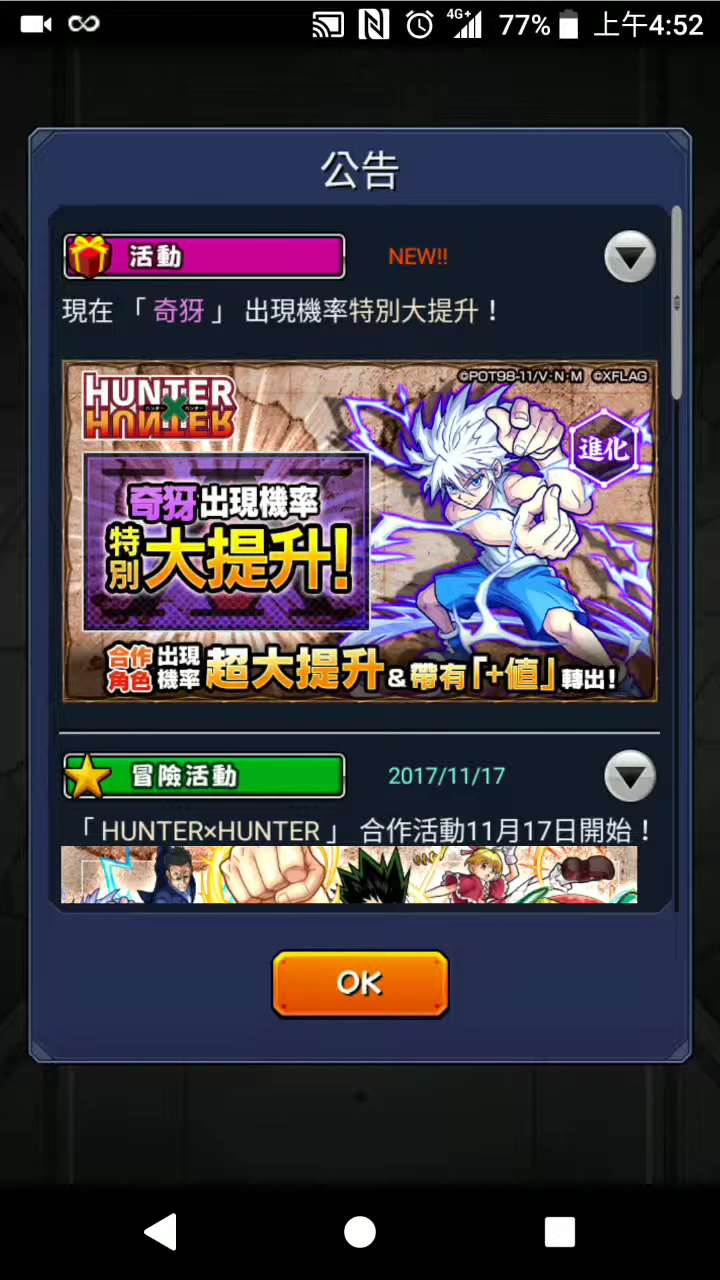 4G+ 77% 上午4:52
公告
活動 NEW!!
現在「奇犽」出現機率特別大提升！
©POT98-11/V・N・M ©XFLAG
HUNTER
×
HUNTER
進化
奇犽出現機率
特別大提升!
合作角色出現機率超大提升&帶有「+值」轉出!
冒險活動 2017/11/17
「HUNTER×HUNTER」 合作活動11月17日開始！
OK